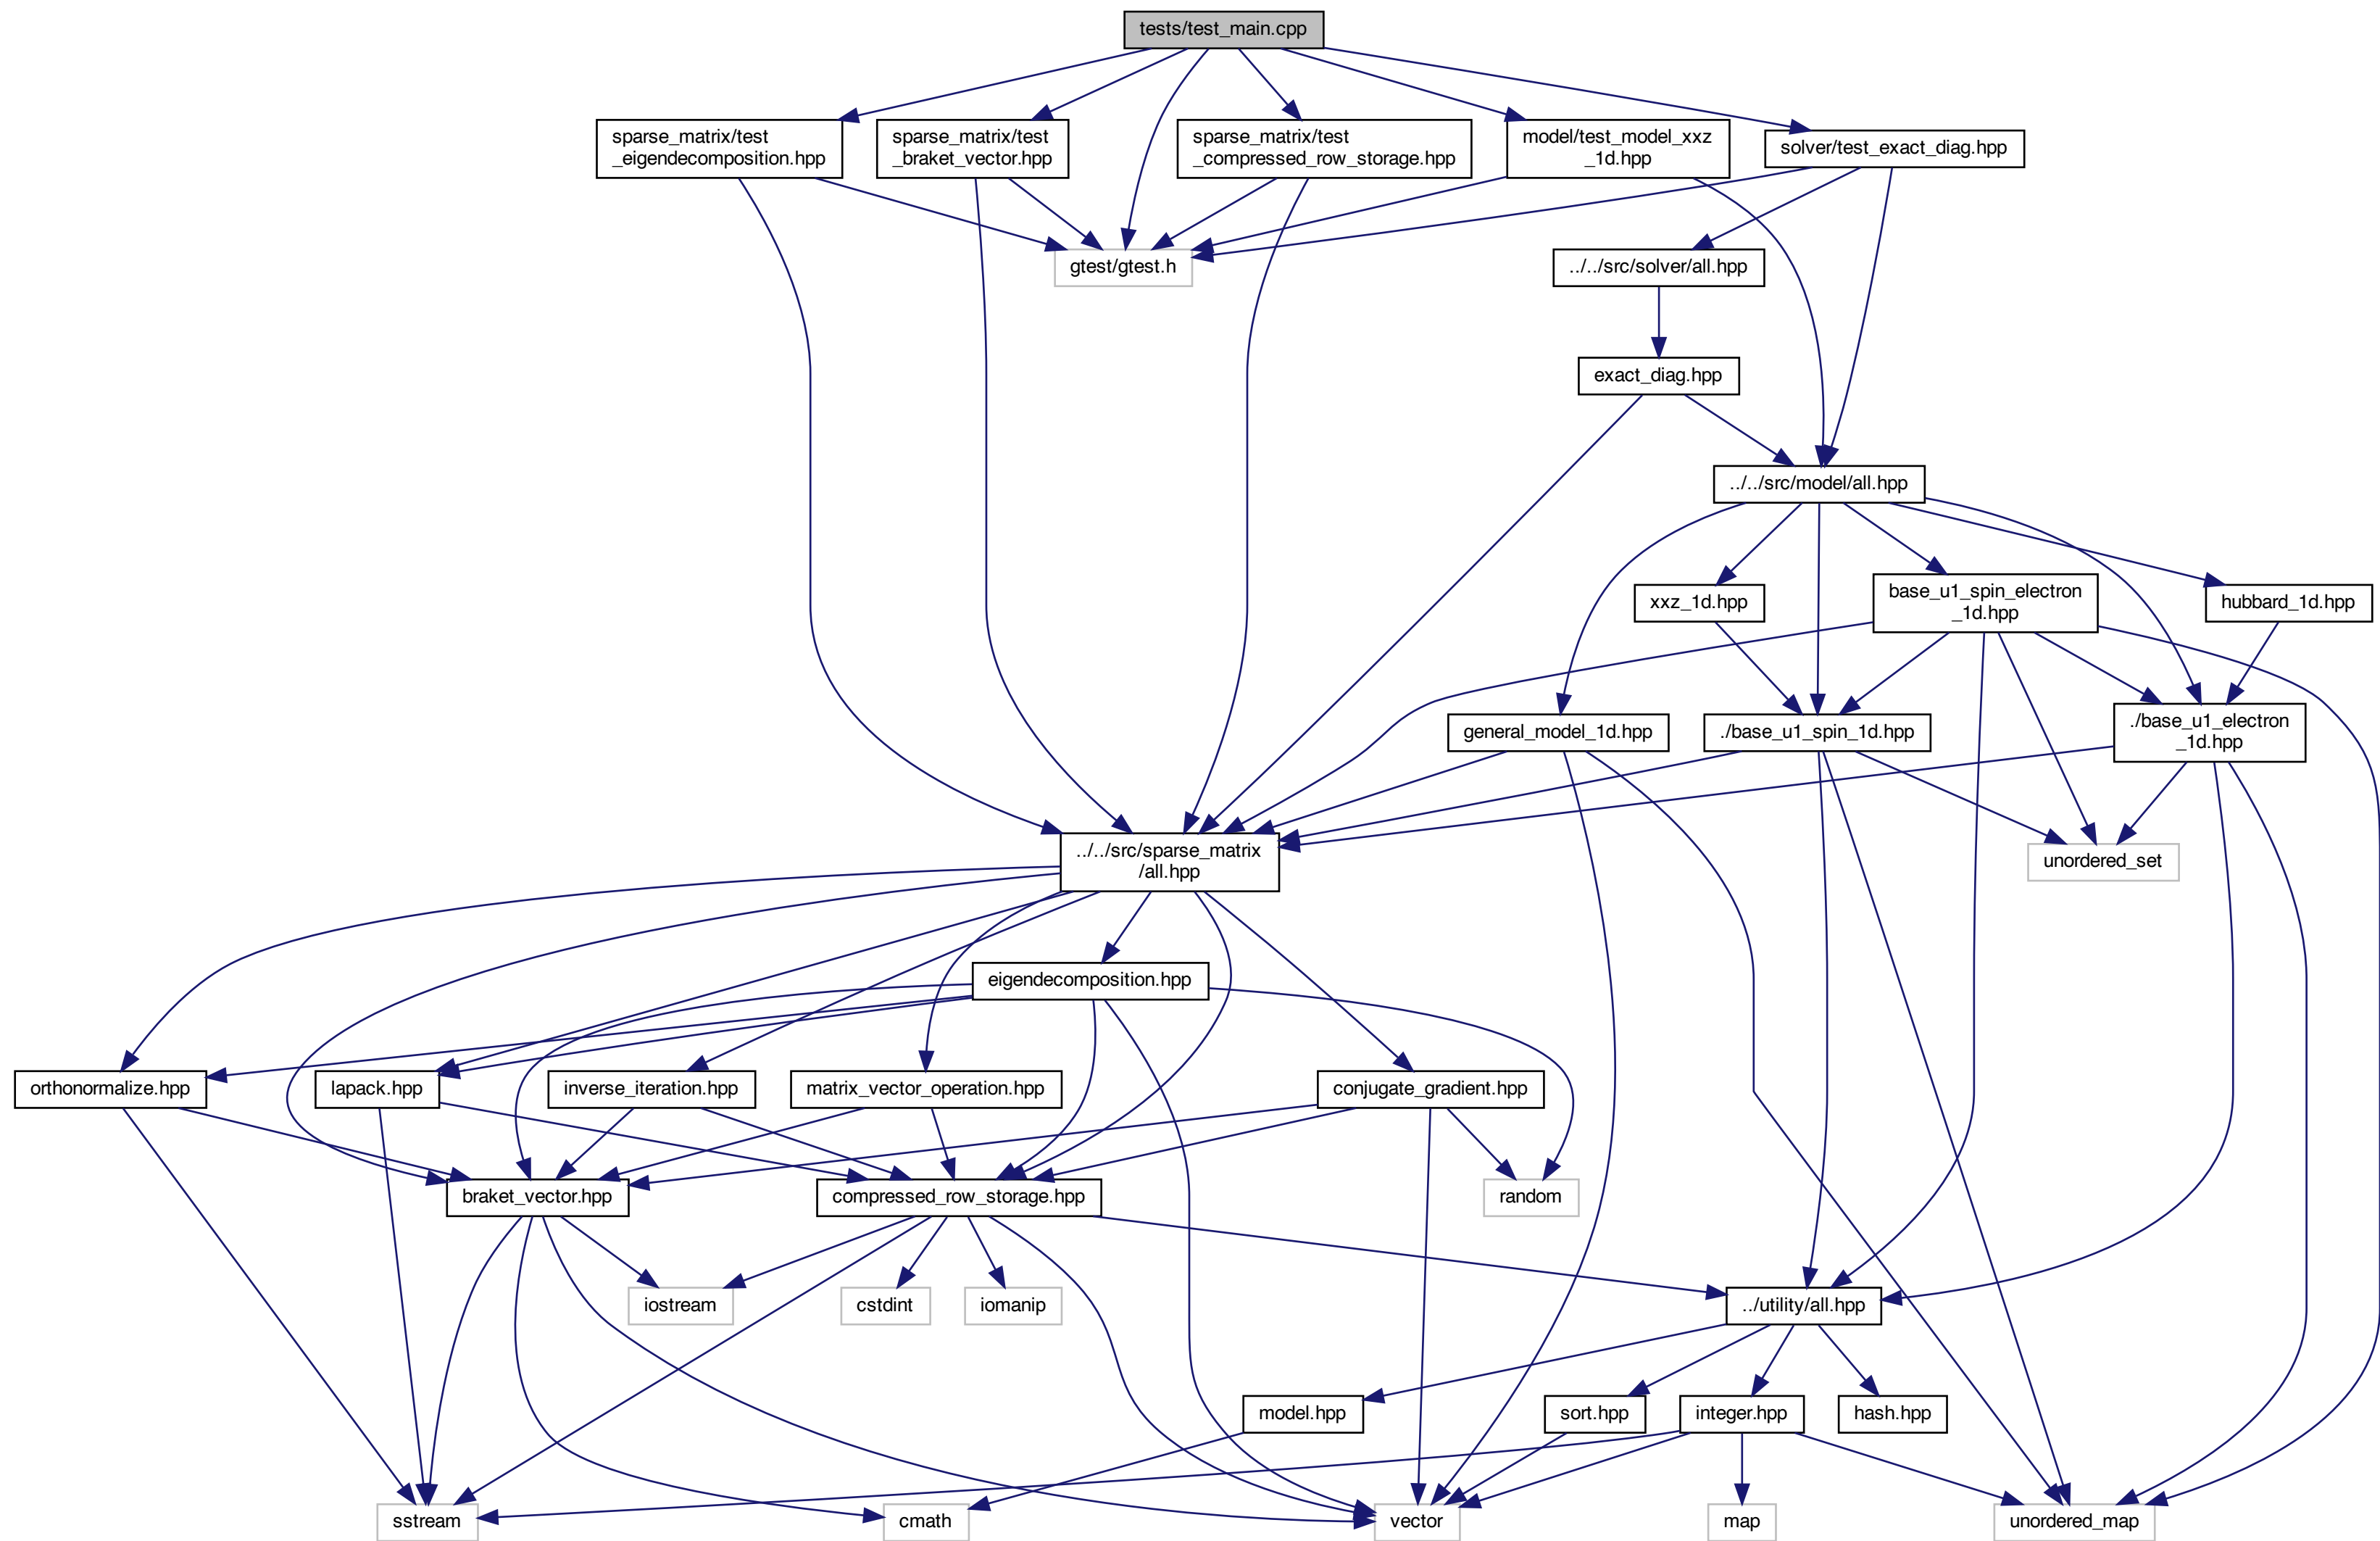 tests/test_main.cpp
sparse_matrix/test
_eigendecomposition.hpp
sparse_matrix/test
_braket_vector.hpp
sparse_matrix/test
_compressed_row_storage.hpp
model/test_model_xxz
_1d.hpp
solver/test_exact_diag.hpp
gtest/gtest.h
../../src/solver/all.hpp
exact_diag.hpp
../../src/model/all.hpp
xxz_1d.hpp
base_u1_spin_electron
_1d.hpp
hubbard_1d.hpp
general_model_1d.hpp
./base_u1_spin_1d.hpp
./base_u1_electron
_1d.hpp
../../src/sparse_matrix
/all.hpp
unordered_set
eigendecomposition.hpp
orthonormalize.hpp
lapack.hpp
inverse_iteration.hpp
matrix_vector_operation.hpp
conjugate_gradient.hpp
braket_vector.hpp
compressed_row_storage.hpp
random
iostream
cstdint
iomanip
../utility/all.hpp
model.hpp
sort.hpp
integer.hpp
hash.hpp
sstream
cmath
vector
map
unordered_map